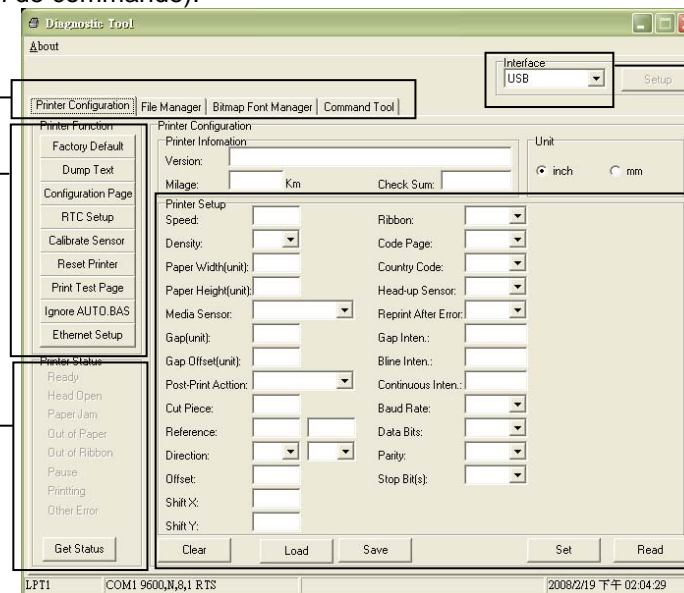 de commando).
Diagnostic Tool
About
Interface
USB
Setup
Printer Configuration File Manager Bitmap Font Manager Command Tool
Printer Function
Factory Default
Dump Text
Configuration Page
RTC Setup
Calibrate Sensor
Reset Printer
Print Test Page
Ignore AUTO.BAS
Ethernet Setup
Printer Status
Ready
Head Open
Paper Jam
Out of Paper
Out of Ribbon
Pause
Printting
Other Error
Get Status
Printer Configuration
Printer Infomation
Version:
Milage: Km Check Sum:
Unit
inch mm
Printer Setup
Speed: Ribbon:
Density: Code Page:
Paper Width(unit): Country Code:
Paper Height(unit): Head-up Sensor:
Media Sensor: Reprint After Error:
Gap(unit): Gap Inten.:
Gap Offset(unit): Bline Inten.:
Post-Print Acttion: Continuous Inten.:
Cut Piece: Baud Rate:
Reference: Data Bits:
Direction: Parity:
Offset: Stop Bit(s):
Shift X:
Shift Y:
Clear Load Save Set Read
LPT1 COM1 9600,N,8,1 RTS 2008/2/19 下午 02:04:29